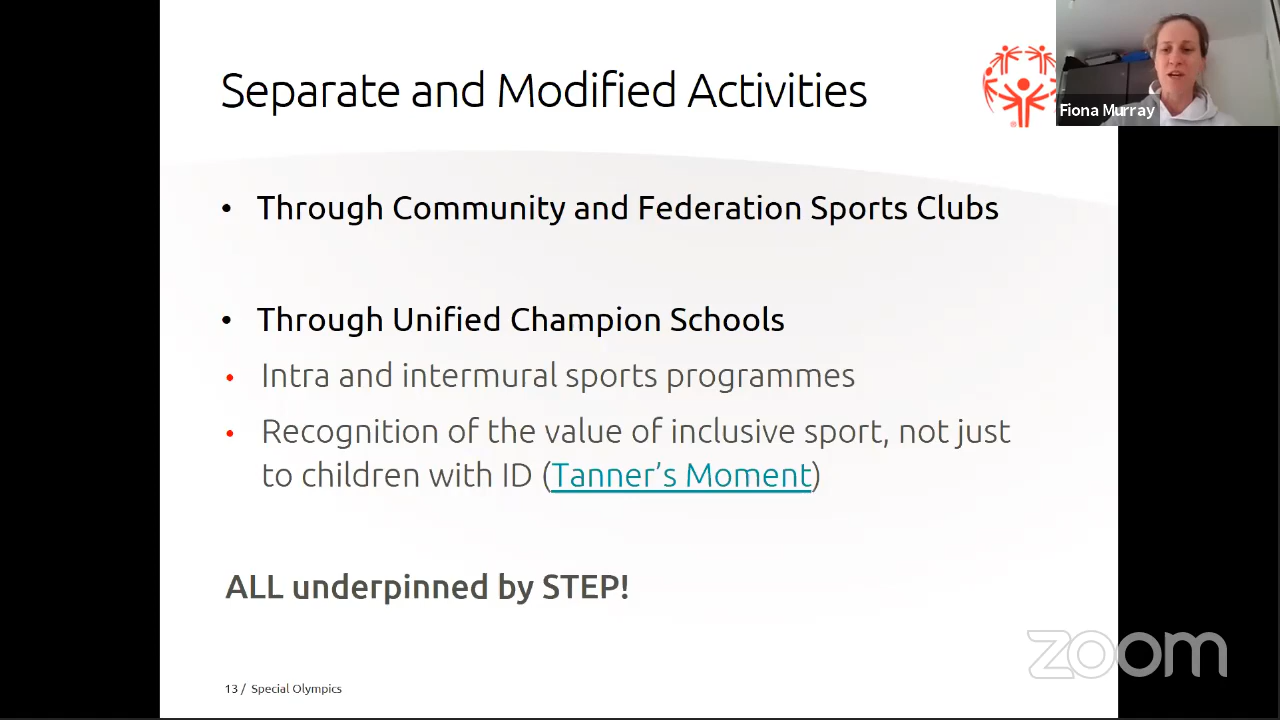 Separate and Modified Activities
Fiona Murray
• Through Community and Federation Sports Clubs
• Through Unified Champion Schools
• Intra and intermural sports programmes
• Recognition of the value of inclusive sport, not just
to children with ID (Tanner’s Moment)
ALL underpinned by STEP!
zoom
13 / Special Olympics